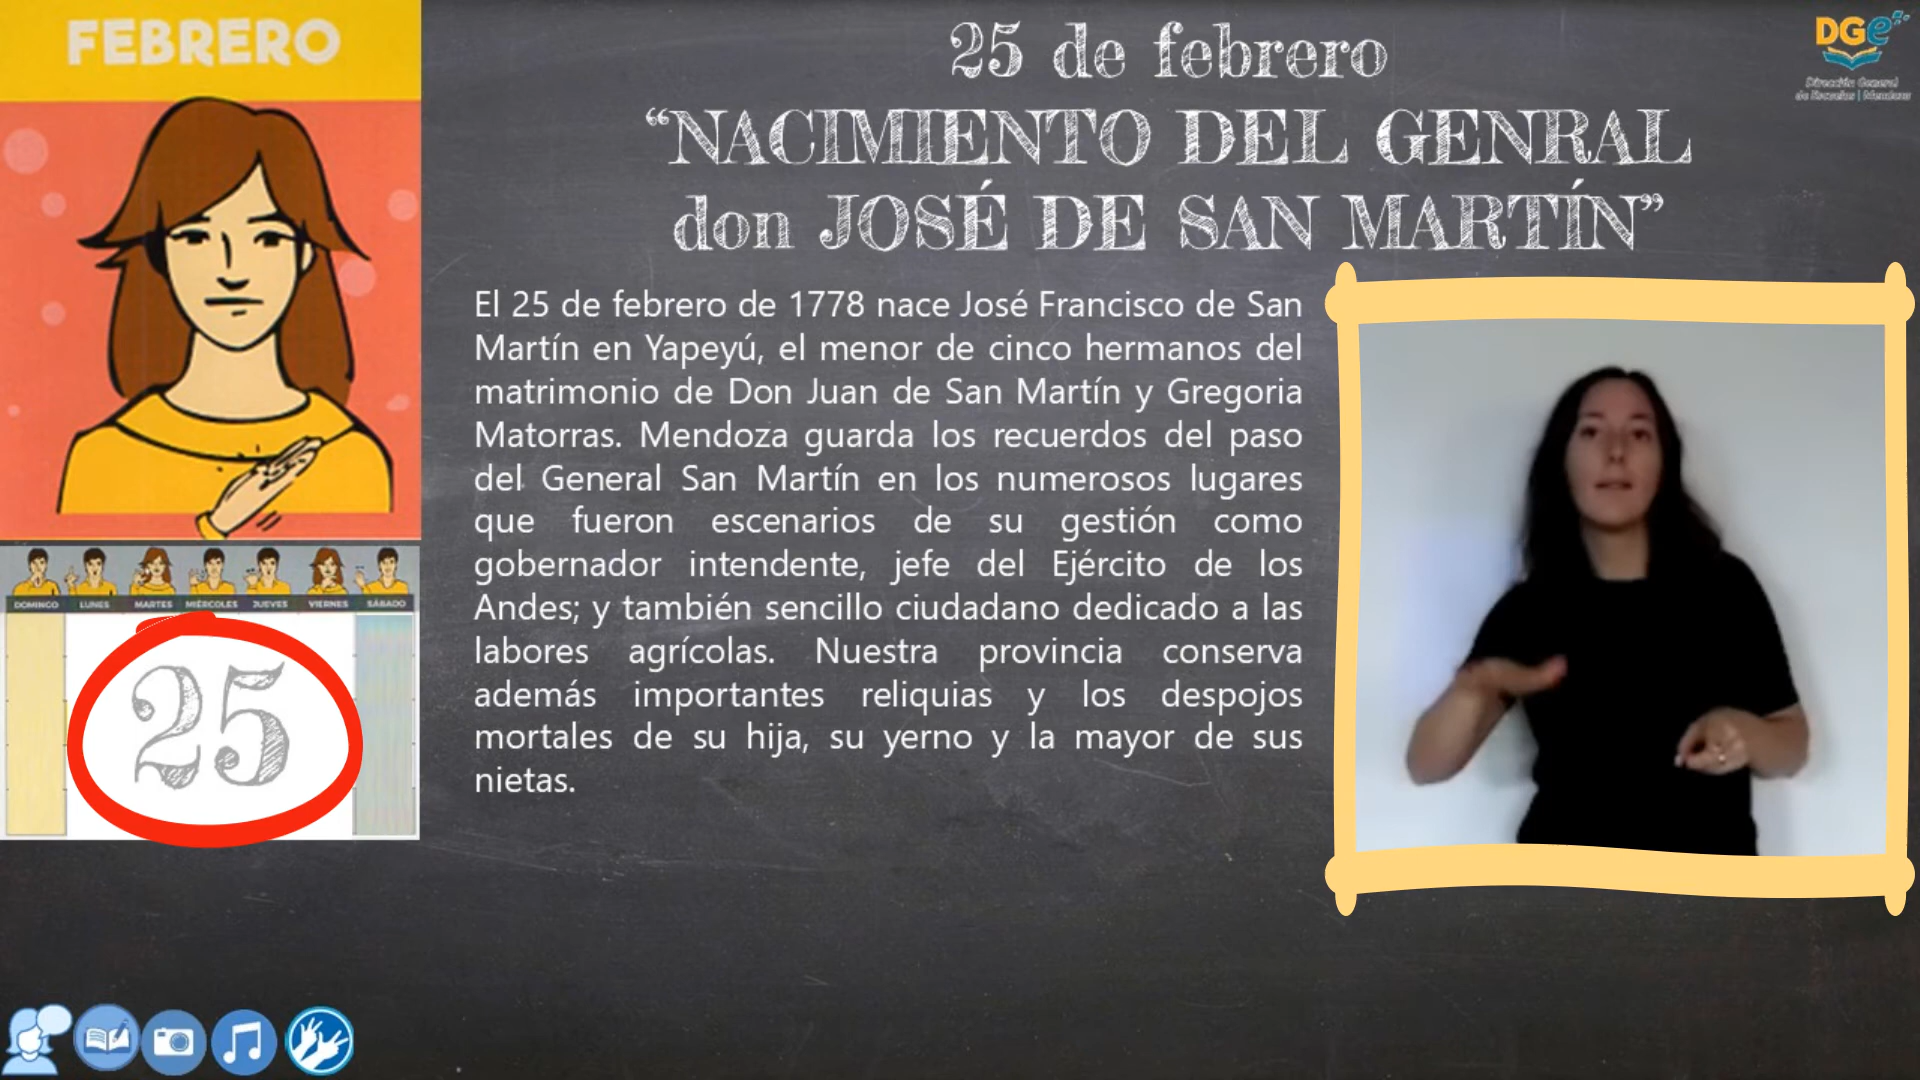 FEBRERO
25 de febrero
“NACIMIENTO DEL GENRAL
don JOSÉ DE SAN MARTÍN”
DGe
Dirección General
de Escuelas | Mendoza
El 25 de febrero de 1778 nace José Francisco de San
Martín en Yapeyú, el menor de cinco hermanos del
matrimonio de Don Juan de San Martín y Gregoria
Matorras. Mendoza guarda los recuerdos del paso
del General San Martín en los numerosos lugares
que fueron escenarios de su gestión como
gobernador intendente, jefe del Ejército de los
Andes; y también sencillo ciudadano dedicado a las
labores agrícolas. Nuestra provincia conserva
además importantes reliquias y los despojos
mortales de su hija, su yerno y la mayor de sus
nietas.
DOMINGO LUNES MARTES MIÉRCOLES JUEVES VIERNES SÁBADO
25